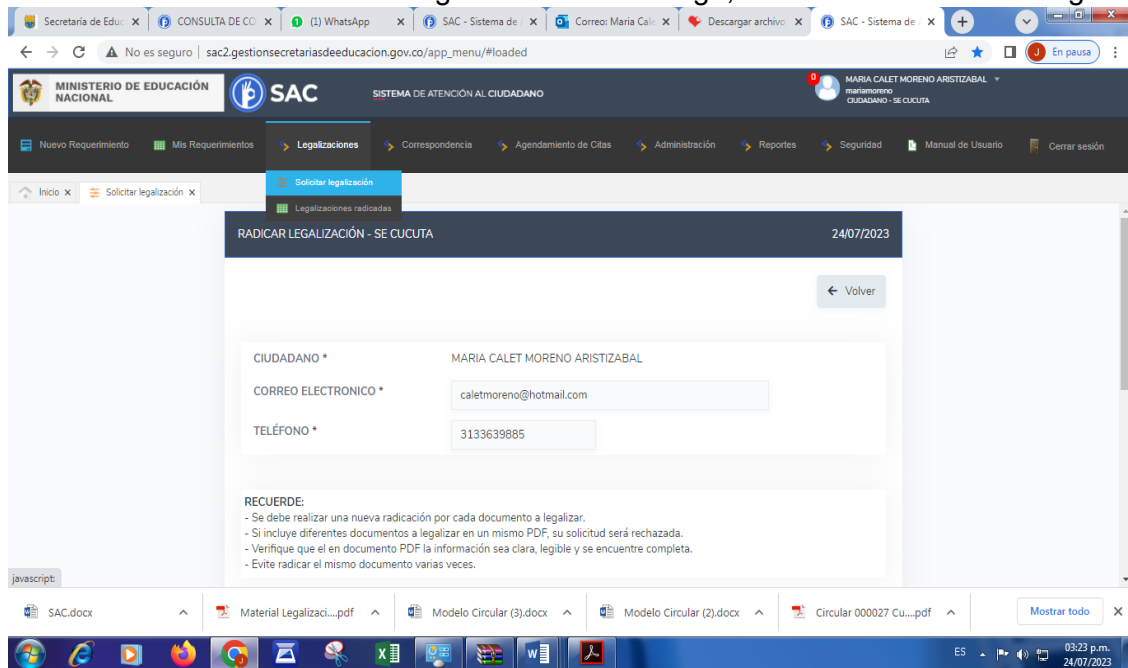 Secretaría de Educ
CONSULTA DE CO
(1) WhatsApp
SAC - Sistema de
Correo: Maria Cale
Descargar archivo
SAC - Sistema de
No es seguro
sac2.gestionsecretariasdeeducacion.gov.co/app_menu/#loaded
J
En pausa
MINISTERIO DE EDUCACIÓN
NACIONAL
SAC
SISTEMA DE ATENCIÓN AL CIUDADANO
0
MARIA CALET MORENO ARISTIZABAL
mariamoreno
CIUDADANO - SE CUCUTA
Nuevo Requerimiento
Mis Requerimientos
Legalizaciones
Correspondencia
Agendamiento de Citas
Administración
Reportes
Seguridad
Manual de Usuario
Cerrar sesión
Inicio x
Solicitar legalización x
Solicitar legalización
Legalizaciones radicadas
RADICAR LEGALIZACIÓN - SE CUCUTA
24/07/2023
Volver
CIUDADANO *
MARIA CALET MORENO ARISTIZABAL
CORREO ELECTRONICO *
caletmoreno@hotmail.com
TELÉFONO *
3133639885
RECUERDE:
- Se debe realizar una nueva radicación por cada documento a legalizar.
- Si incluye diferentes documentos a legalizar en un mismo PDF, su solicitud será rechazada.
- Verifique que el en documento PDF la información sea clara, legible y se encuentre completa.
- Evite radicar el mismo documento varias veces.
javascript:
SAC.docx
Material Legalizaci....pdf
Modelo Circular (3).docx
Modelo Circular (2).docx
Circular 000027 Cu....pdf
Mostrar todo
ES
03:23 p.m.
24/07/2023